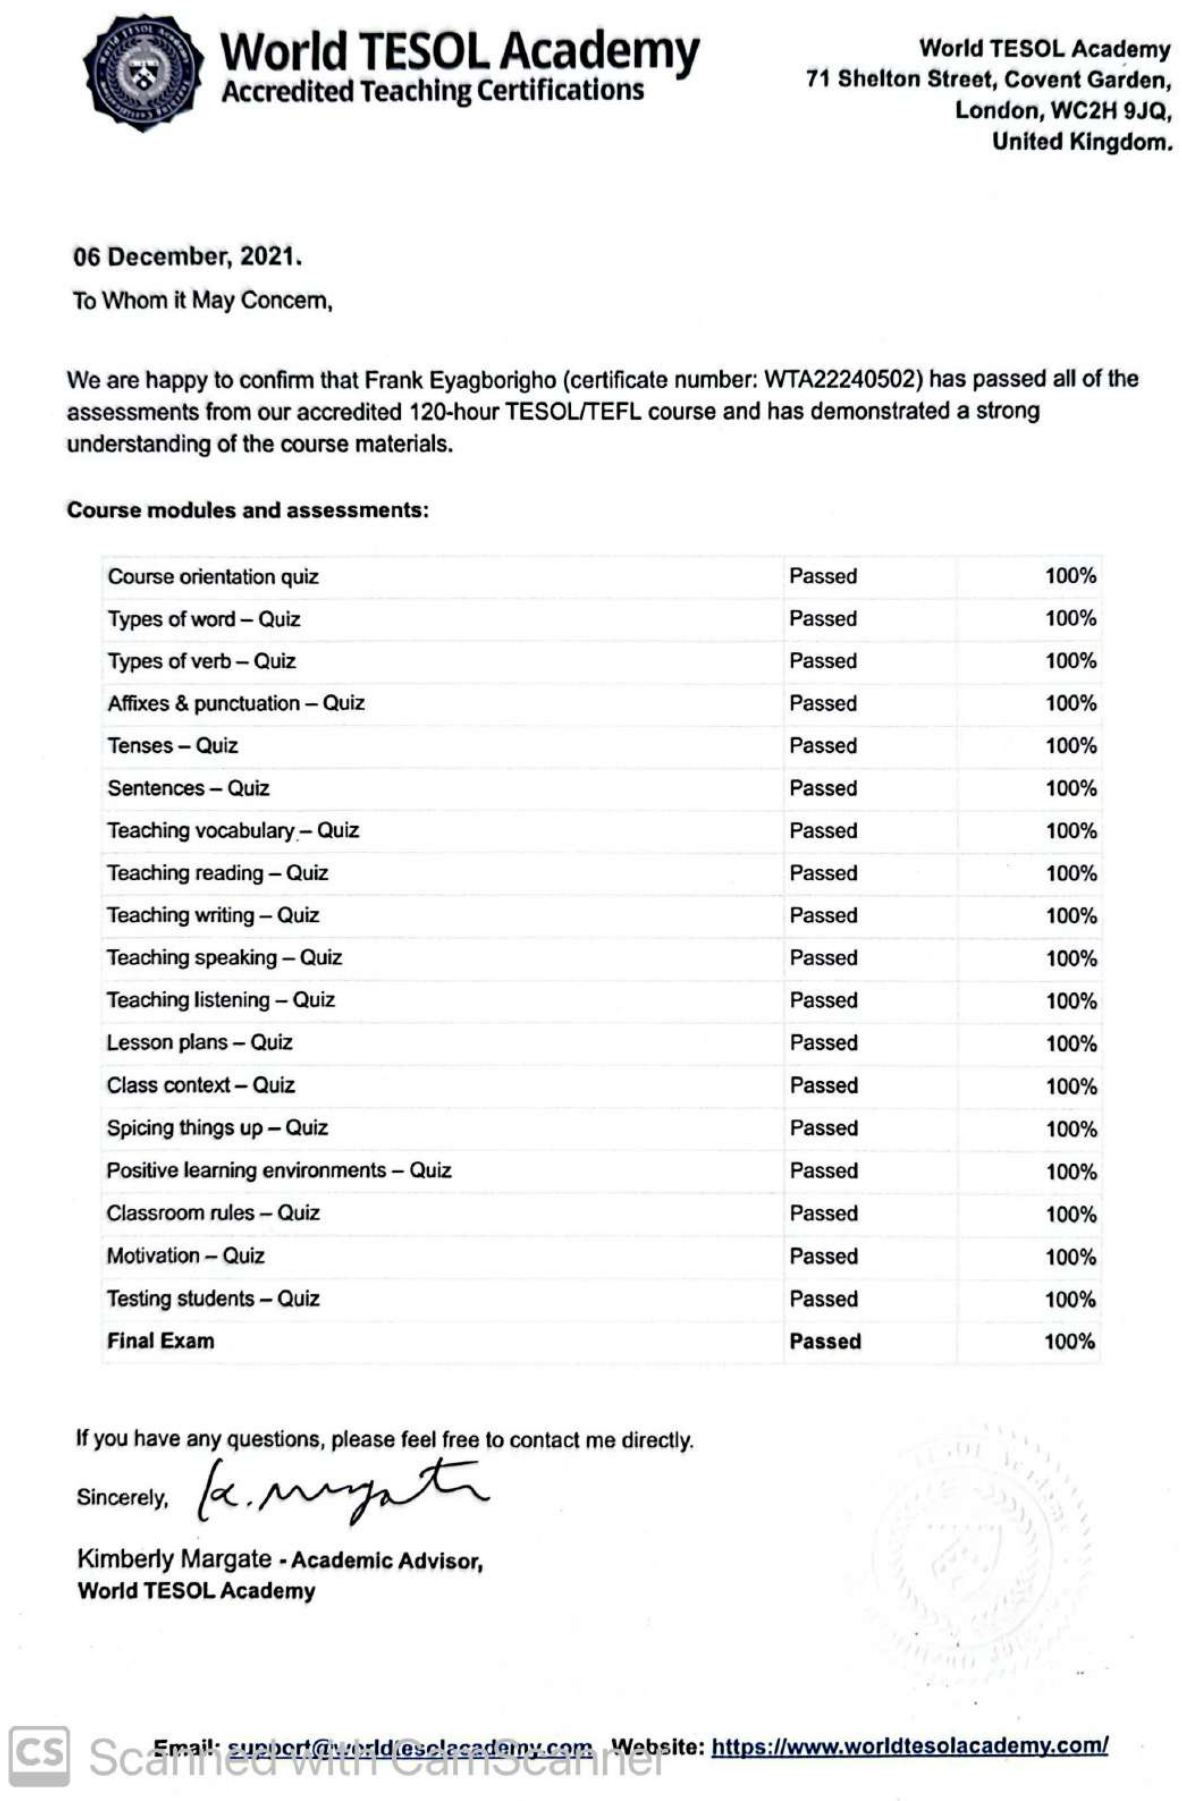 World TESOL Academy
Accredited Teaching Certifications
World TESOL Academy
71 Shelton Street, Covent Garden,
London, WC2H 9JQ,
United Kingdom.
06 December, 2021.
To Whom it May Concern,
We are happy to confirm that Frank Eyagborigho (certificate number: WTA22240502) has passed all of the
assessments from our accredited 120-hour TESOL/TEFL course and has demonstrated a strong
understanding of the course materials.
Course modules and assessments:
Course orientation quiz Passed 100%
Types of word – Quiz Passed 100%
Types of verb – Quiz Passed 100%
Affixes & punctuation – Quiz Passed 100%
Tenses – Quiz Passed 100%
Sentences – Quiz Passed 100%
Teaching vocabulary – Quiz Passed 100%
Teaching reading – Quiz Passed 100%
Teaching writing – Quiz Passed 100%
Teaching speaking – Quiz Passed 100%
Teaching listening – Quiz Passed 100%
Lesson plans – Quiz Passed 100%
Class context – Quiz Passed 100%
Spicing things up – Quiz Passed 100%
Positive learning environments – Quiz Passed 100%
Classroom rules – Quiz Passed 100%
Motivation – Quiz Passed 100%
Testing students – Quiz Passed 100%
Final Exam Passed 100%
If you have any questions, please feel free to contact me directly.
Sincerely, K. Margate
Kimberly Margate - Academic Advisor,
World TESOL Academy
TESOL Academy
Email: support@worldtesolacademy.com Website: https://www.worldtesolacademy.com/
CS Scanned with CamScanner